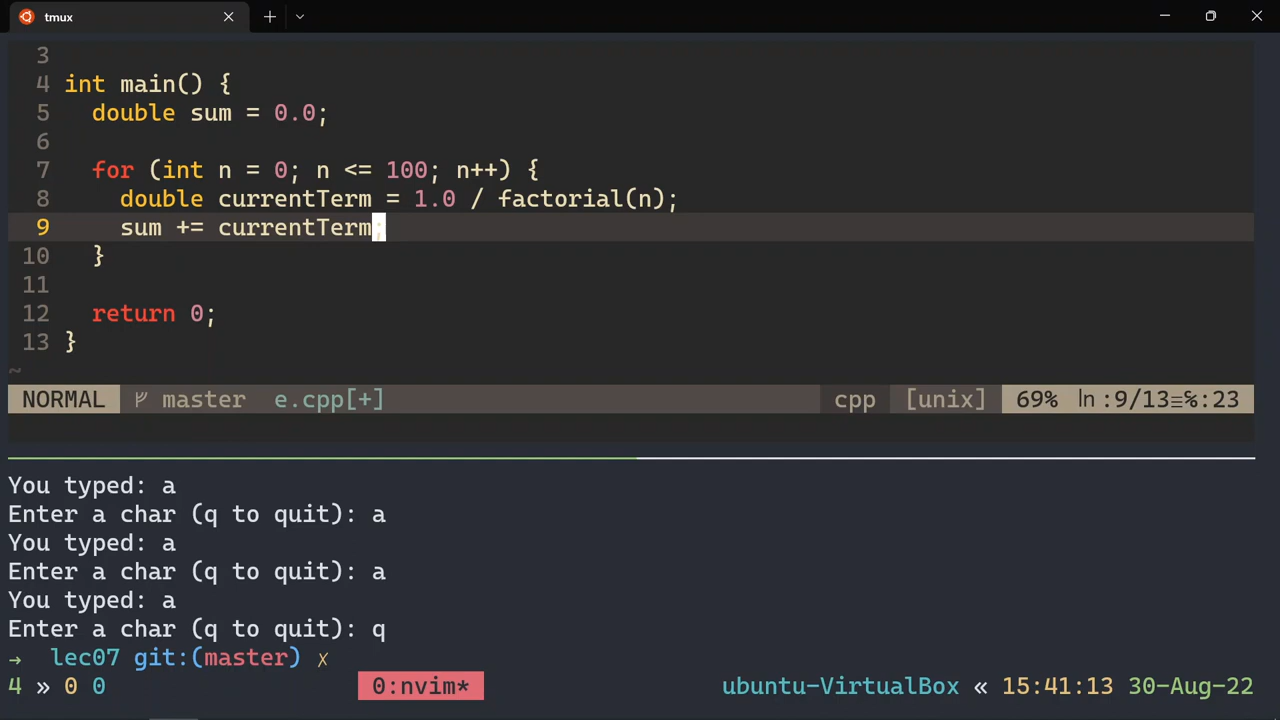 tmux
3
4 int main() {
5 double sum = 0.0;
6
7 for (int n = 0; n <= 100; n++) {
8 double currentTerm = 1.0 / factorial(n);
9 sum += currentTerm;
10 }
11
12 return 0;
13 }
~
NORMAL master e.cpp[+] cpp [unix] 69% ln :9/13≡℅:23
You typed: a
Enter a char (q to quit): a
You typed: a
Enter a char (q to quit): a
You typed: a
Enter a char (q to quit): q
→ lec07 git:(master) ✗
4 » 0 0 0:nvim* ubuntu-VirtualBox « 15:41:13 30-Aug-22